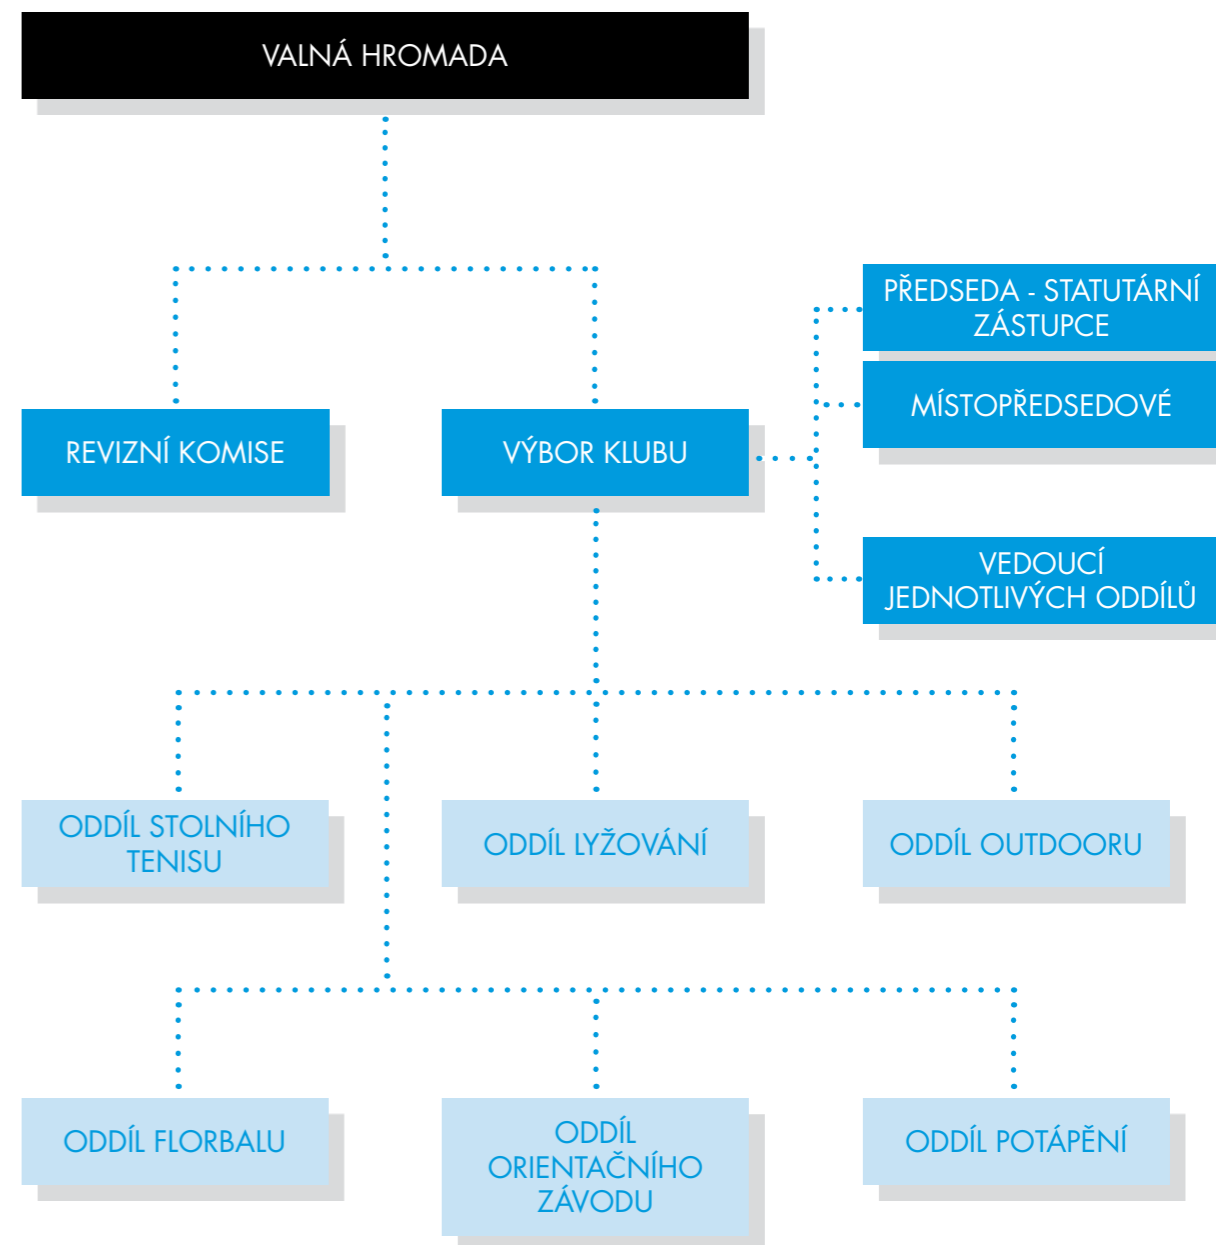 VALNÁ HROMADA
PŘEDSEDA - STATUTÁRNÍ
ZÁSTUPCE
MÍSTOPŘEDSEDOVÉ
REVIZNÍ KOMISE
VÝBOR KLUBU
VEDOUCÍ
JEDNOTLIVÝCH ODDÍLŮ
ODDÍL STOLNÍHO
TENISU
ODDÍL LYŽOVÁNÍ
ODDÍL OUTDOORU
ODDÍL FLORBALU
ODDÍL
ORIENTAČNÍHO
ZÁVODU
ODDÍL POTÁPĚNÍ